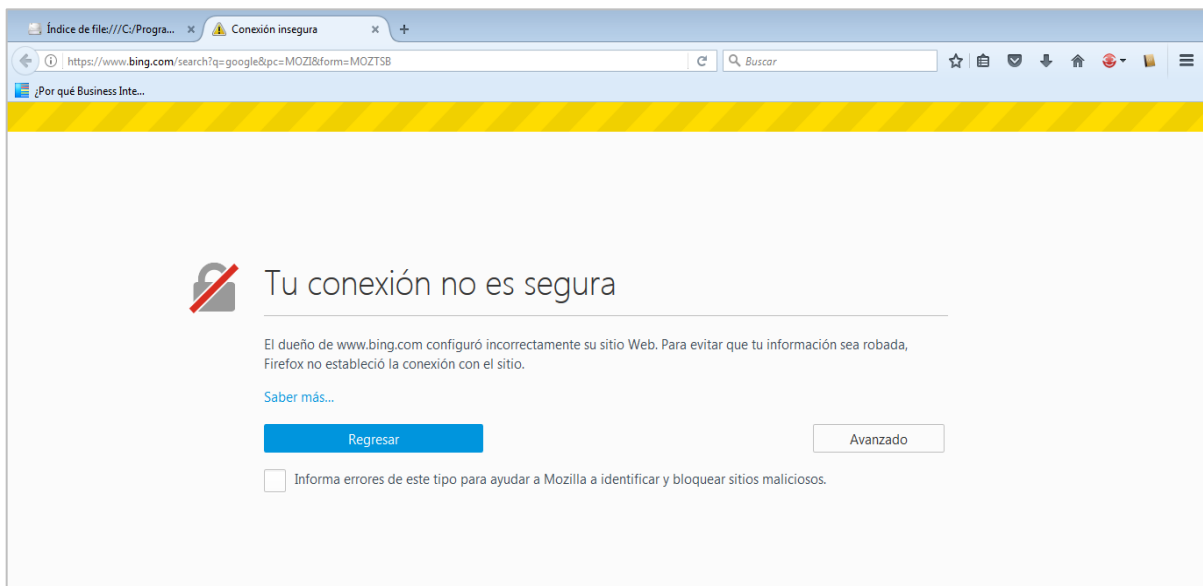 Índice de file:///C:/Progra...
Conexión insegura
https://www.bing.com/search?q=google&pc=MOZI&form=MOZTSB
Buscar
¿Por qué Business Inte...
Tu conexión no es segura
El dueño de www.bing.com configuró incorrectamente su sitio Web. Para evitar que tu información sea robada,
Firefox no estableció la conexión con el sitio.
Saber más...
Regresar
Avanzado
Informa errores de este tipo para ayudar a Mozilla a identificar y bloquear sitios maliciosos.